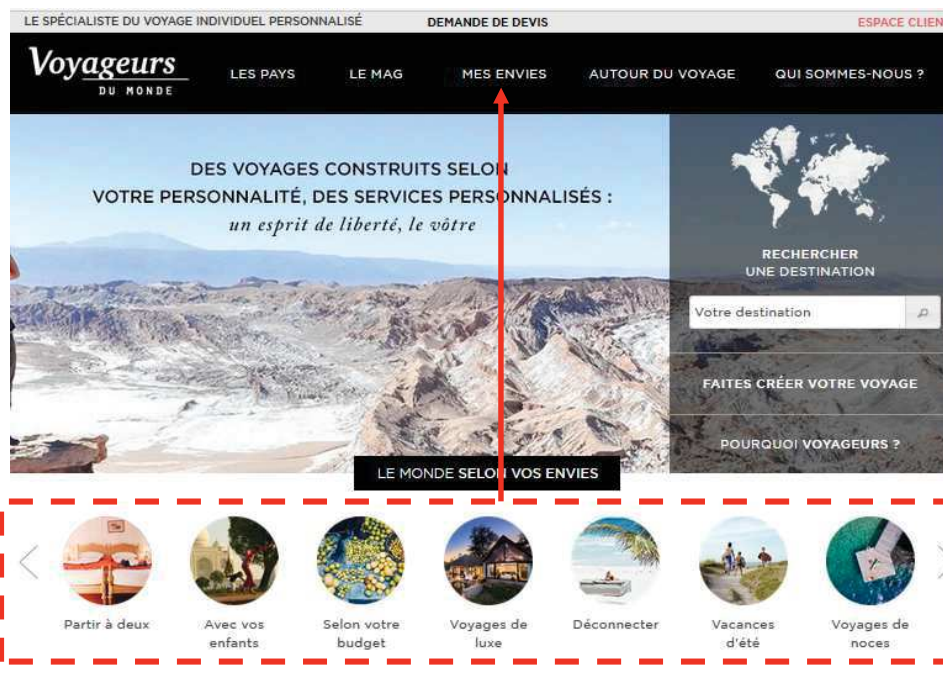 LE SPÉCIALISTE DU VOYAGE INDIVIDUEL PERSONNALISÉ DEMANDE DE DEVIS ESPACE CLIEN
Voyageurs
DU MONDE
LES PAYS LE MAG MES ENVIES AUTOUR DU VOYAGE QUI SOMMES-NOUS ?
DES VOYAGES CONSTRUITS SELON
VOTRE PERSONNALITÉ, DES SERVICES PERSONNALISÉS :
un esprit de liberté, le vôtre
RECHERCHER
UNE DESTINATION
Votre destination
FAITES CRÉER VOTRE VOYAGE
POURQUOI VOYAGEURS ?
LE MONDE SELON VOS ENVIES
Partir à deux
Avec vos
enfants
Selon votre
budget
Voyages de
luxe
Déconnecter
Vacances
d'été
Voyages de
noces